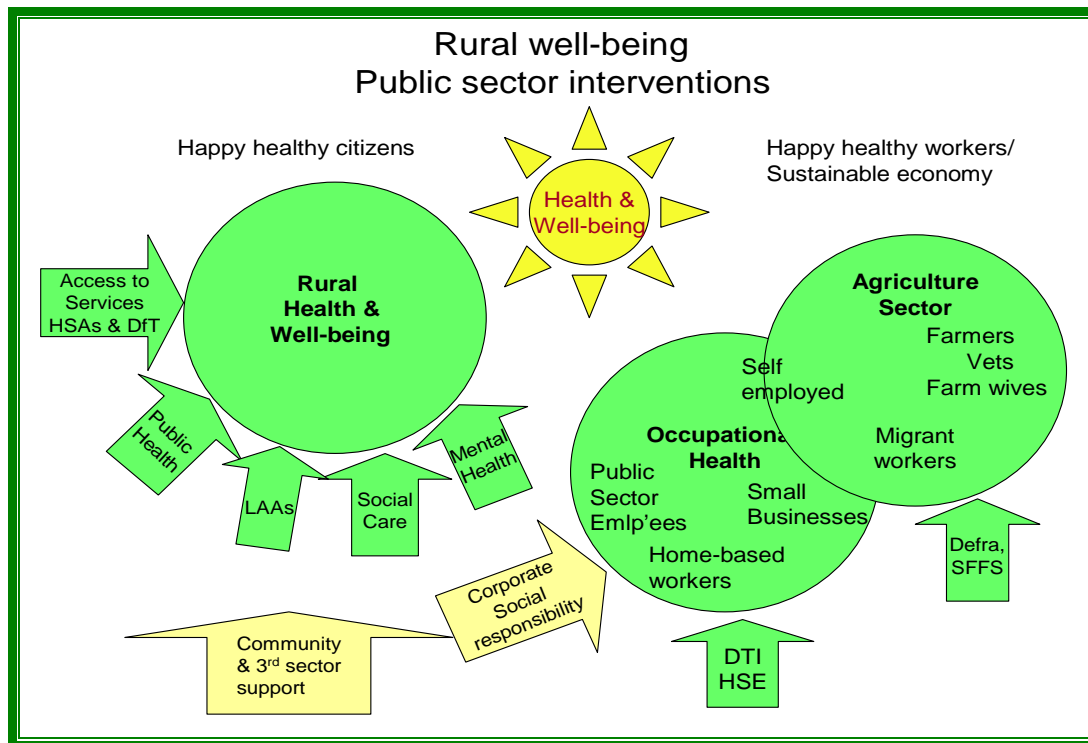 Rural well-being
Public sector interventions
Happy healthy citizens
Happy healthy workers/
Sustainable economy
Health &
Well-being
Access to
Services
HSAs & DfT
Rural
Health &
Well-being
Public
Health
LAAs
Social
Care
Mental
Health
Agriculture
Sector
Farmers
Vets
Farm wives
Migrant
workers
Self
employed
Occupationa
Health
Public
Sector
Emlp'ees
Small
Businesses
Home-based
workers
Defra,
SFFS
Corporate
Social
responsibility
Community
& 3rd sector
support
DTI
HSE